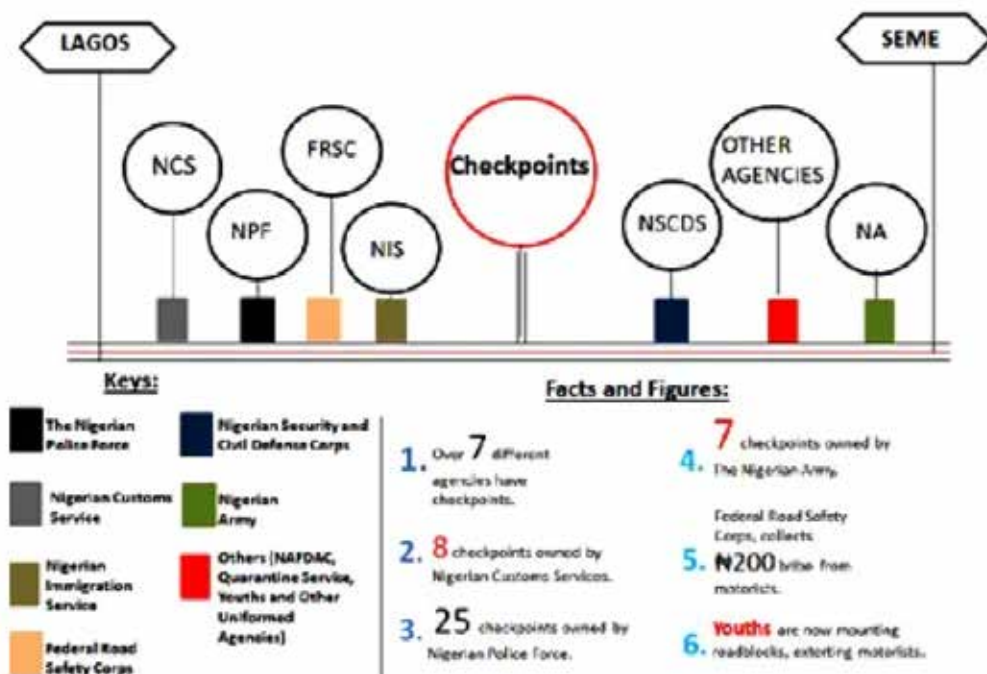 LAGOS
SEME
NCS
NPF
FRSC
NIS
Checkpoints
NSCDS
OTHER
AGENCIES
NA
Keys:
The Nigerian
Police Force
Nigerian Customs
Service
Nigerian
Immigration
Service
Federal Road
Safety Corps
Nigerian Security and
Civil Defense Corps
Nigerian
Army
Others (NAFDAC,
Quarantine Service,
Youths and Other
Uniformed
Agencies)
Facts and Figures:
1. Over 7 different
agencies have
checkpoints.
2. 8 checkpoints owned by
Nigerian Customs Services.
3. 25 checkpoints owned by
Nigerian Police Force.
7 checkpoints owned by
4. The Nigerian Army.
Federal Road Safety
Corps, collects
5. ₦200 bribe from
motorists.
Youths are now mounting
6. roadblocks, extorting motorists.